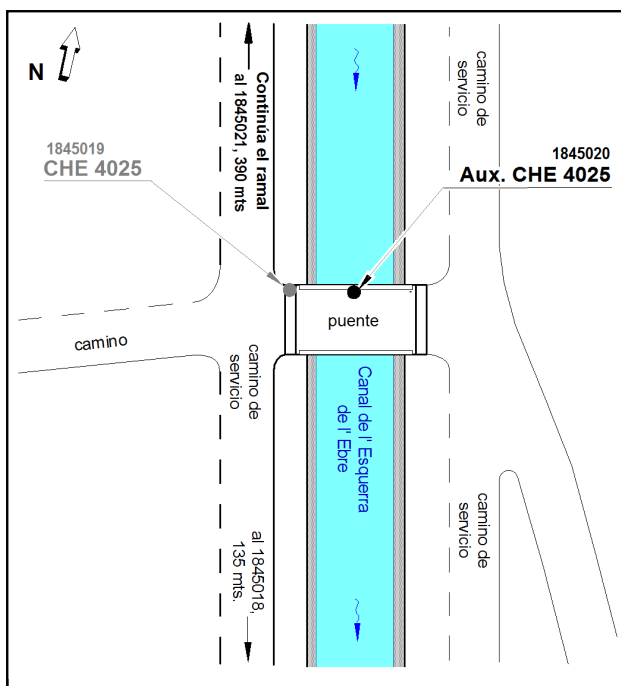 N
Continúa el ramal
al 1845021, 390 mts
camino de
servicio
1845019
CHE 4025
1845020
Aux. CHE 4025
puente
camino
camino de
servicio
Canal de l' Esquerra
de l' Ebre
camino de
servicio
al 1845018,
135 mts.